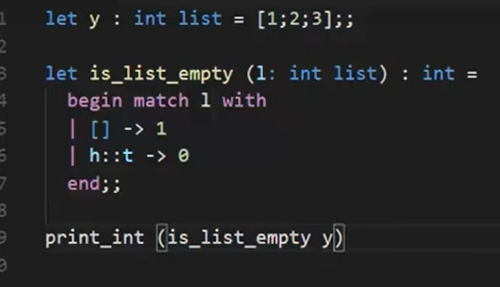 1 let y : int list = [1;2;3];;
2
3 let is_list_empty (l: int list) : int =
4   begin match l with
5   | [] -> 1
6   | h::t -> 0
7   end;;
8
9 print_int (is_list_empty y)
0